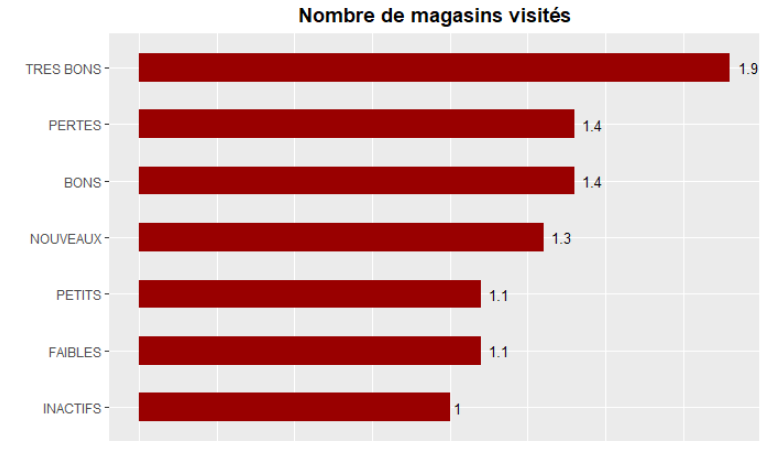 Nombre de magasins visités
TRES BONS 1.9
PERTES 1.4
BONS 1.4
NOUVEAUX 1.3
PETITS 1.1
FAIBLES 1.1
INACTIFS 1